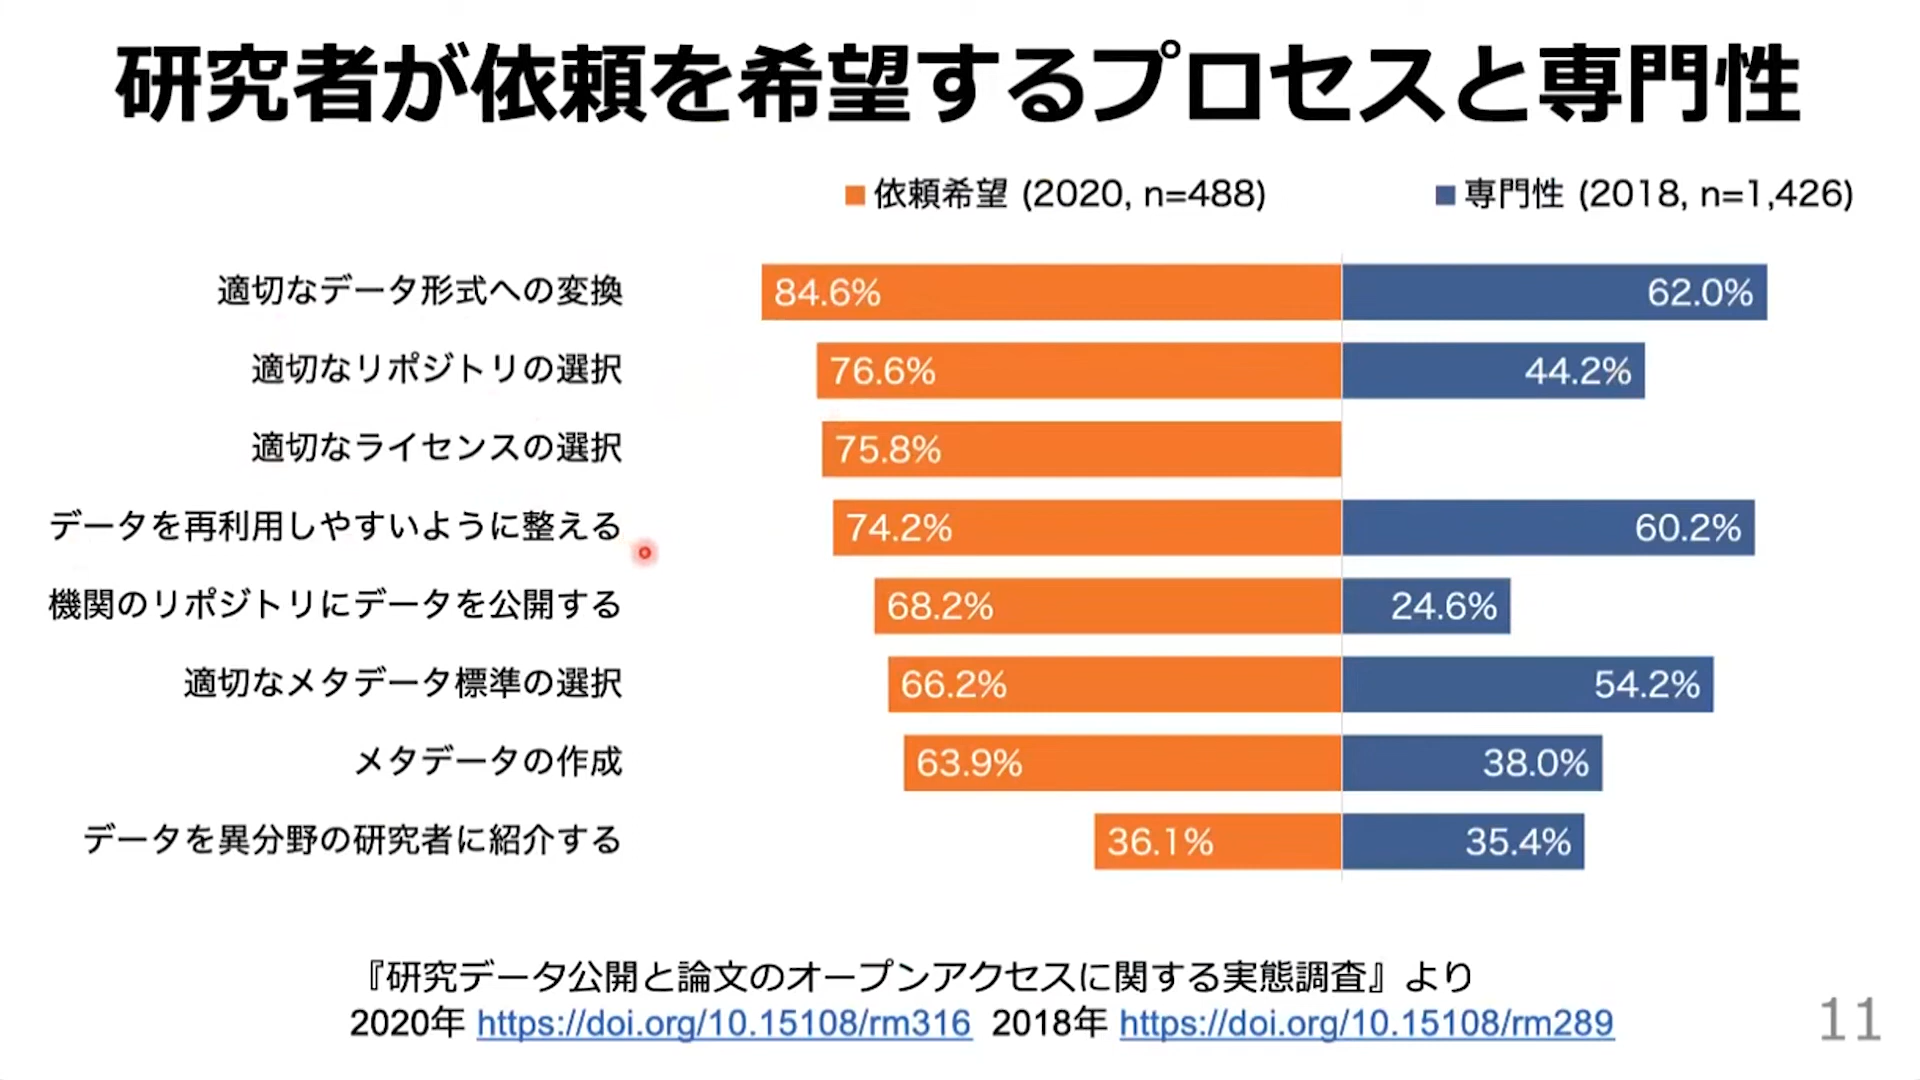 研究者が依頼を希望するプロセスと専門性
依頼希望 (2020, n=488) 専門性 (2018, n=1,426)
適切なデータ形式への変換 84.6% 62.0%
適切なリポジトリの選択 76.6% 44.2%
適切なライセンスの選択 75.8%
データを再利用しやすいように整える 74.2% 60.2%
機関のリポジトリにデータを公開する 68.2% 24.6%
適切なメタデータ標準の選択 66.2% 54.2%
メタデータの作成 63.9% 38.0%
データを異分野の研究者に紹介する 36.1% 35.4%
『研究データ公開と論文のオープンアクセスに関する実態調査』より
2020年 https://doi.org/10.15108/rm316 2018年 https://doi.org/10.15108/rm289
11